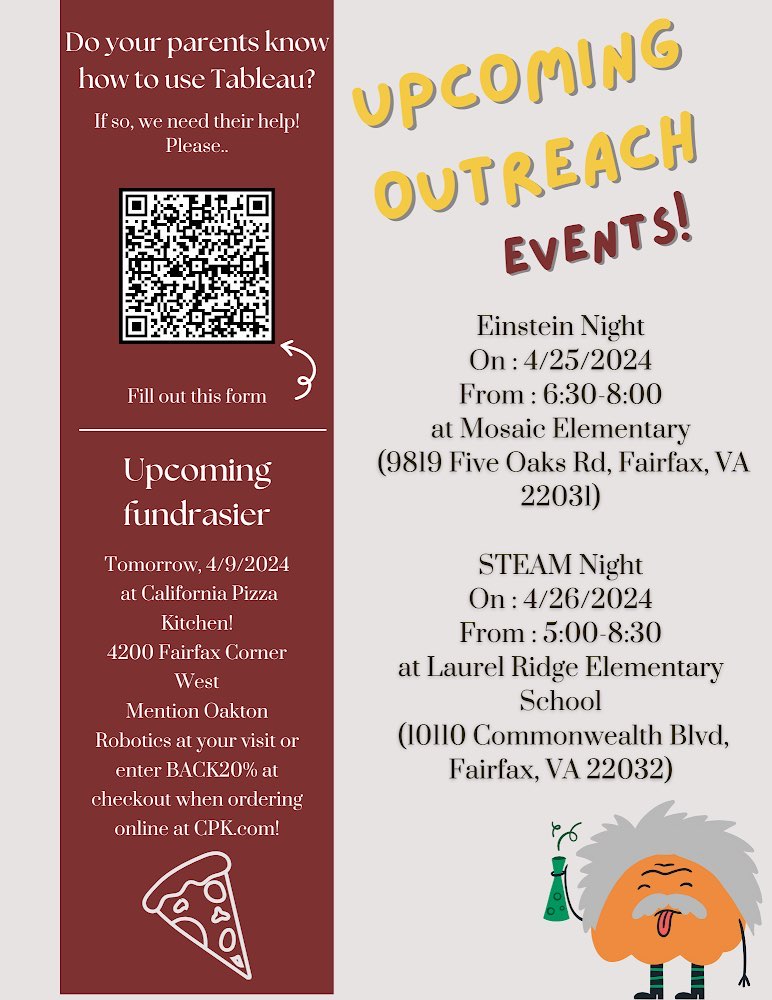 Do your parents know
how to use Tableau?
If so, we need their help!
Please..
Fill out this form
Upcoming
fundrasier
Tomorrow, 4/9/2024
at California Pizza
Kitchen!
4200 Fairfax Corner
West
Mention Oakton
Robotics at your visit or
enter BACK20% at
checkout when ordering
online at CPK.com!
UPCOMING
OUTREACH
EVENTS!
Einstein Night
On : 4/25/2024
From : 6:30-8:00
at Mosaic Elementary
(9819 Five Oaks Rd, Fairfax, VA
22031)
STEAM Night
On : 4/26/2024
From : 5:00-8:30
at Laurel Ridge Elementary
School
(10110 Commonwealth Blvd,
Fairfax, VA 22032)